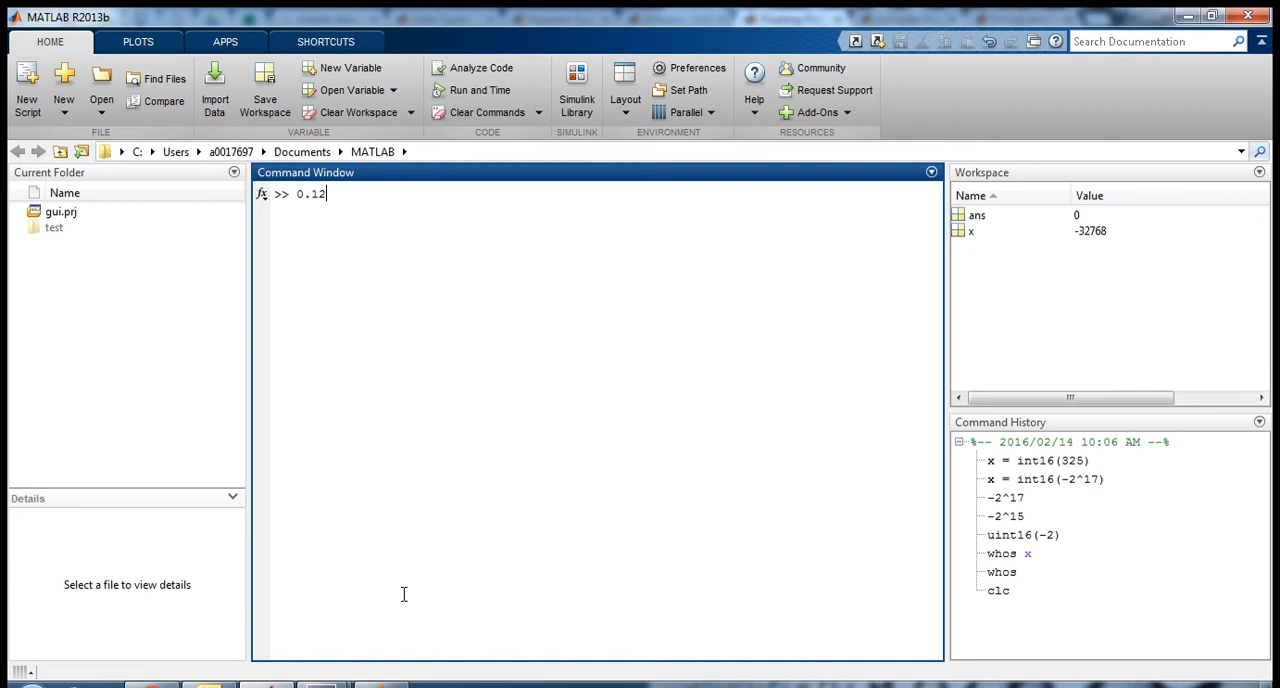 MATLAB R2013b
HOME PLOTS APPS SHORTCUTS Search Documentation
New Script New Open Find Files Compare Import Data Save Workspace New Variable Open Variable Clear Workspace Analyze Code Run and Time Clear Commands Simulink Library Layout Preferences Set Path Parallel Help Community Request Support Add-Ons
FILE VARIABLE CODE SIMULINK ENVIRONMENT RESOURCES
C: Users a0017697 Documents MATLAB
Current Folder
Name
gui.prj
test
Details
Select a file to view details
Command Window
fx >> 0.12
Workspace
Name Value
ans 0
x -32768
Command History
%-- 2016/02/14 10:06 AM --%
x = int16(325)
x = int16(-2^17)
-2^17
-2^15
uint16(-2)
whos x
whos
clc